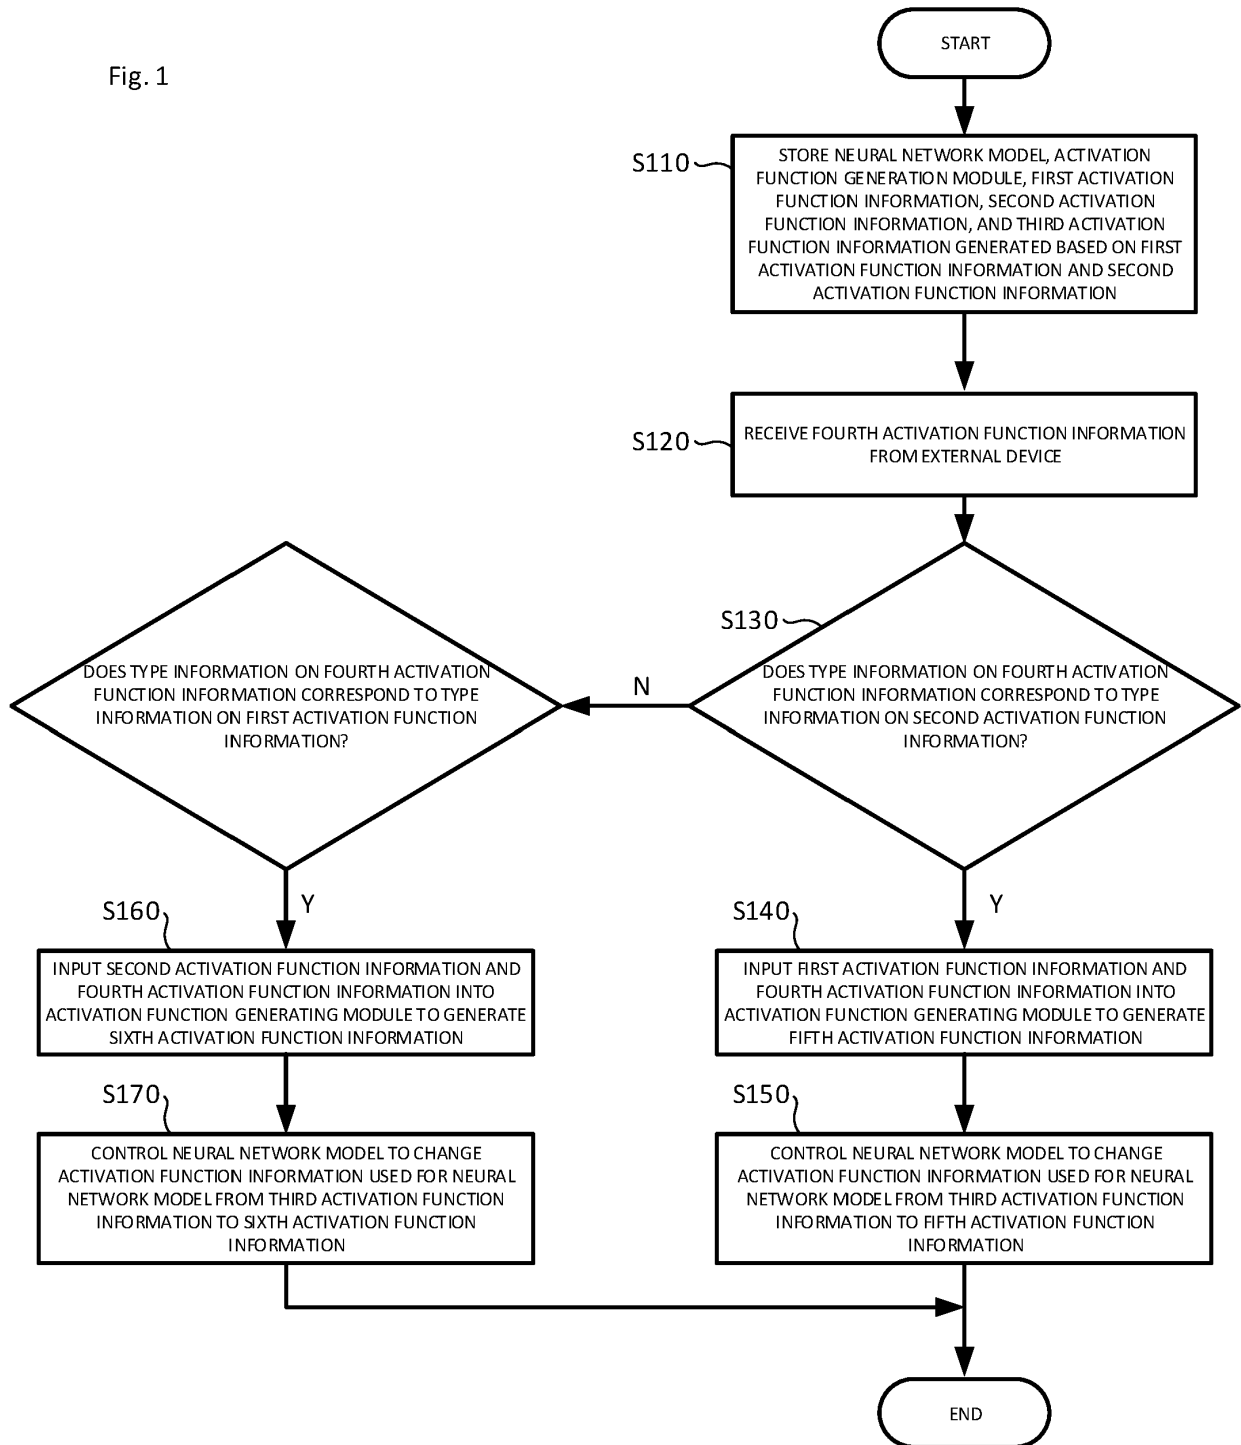 Fig. 1
START
S110
STORE NEURAL NETWORK MODEL, ACTIVATION
FUNCTION GENERATION MODULE, FIRST ACTIVATION
FUNCTION INFORMATION, SECOND ACTIVATION
FUNCTION INFORMATION, AND THIRD ACTIVATION
FUNCTION INFORMATION GENERATED BASED ON FIRST
ACTIVATION FUNCTION INFORMATION AND SECOND
ACTIVATION FUNCTION INFORMATION
S120
RECEIVE FOURTH ACTIVATION FUNCTION INFORMATION
FROM EXTERNAL DEVICE
S130
DOES TYPE INFORMATION ON FOURTH ACTIVATION
FUNCTION INFORMATION CORRESPOND TO TYPE
INFORMATION ON SECOND ACTIVATION FUNCTION
INFORMATION?
N
DOES TYPE INFORMATION ON FOURTH ACTIVATION
FUNCTION INFORMATION CORRESPOND TO TYPE
INFORMATION ON FIRST ACTIVATION FUNCTION
INFORMATION?
Y
S160
INPUT SECOND ACTIVATION FUNCTION INFORMATION AND
FOURTH ACTIVATION FUNCTION INFORMATION INTO
ACTIVATION FUNCTION GENERATING MODULE TO GENERATE
SIXTH ACTIVATION FUNCTION INFORMATION
S170
CONTROL NEURAL NETWORK MODEL TO CHANGE
ACTIVATION FUNCTION INFORMATION USED FOR NEURAL
NETWORK MODEL FROM THIRD ACTIVATION FUNCTION
INFORMATION TO SIXTH ACTIVATION FUNCTION
INFORMATION
Y
S140
INPUT FIRST ACTIVATION FUNCTION INFORMATION AND
FOURTH ACTIVATION FUNCTION INFORMATION INTO
ACTIVATION FUNCTION GENERATING MODULE TO GENERATE
FIFTH ACTIVATION FUNCTION INFORMATION
S150
CONTROL NEURAL NETWORK MODEL TO CHANGE
ACTIVATION FUNCTION INFORMATION USED FOR NEURAL
NETWORK MODEL FROM THIRD ACTIVATION FUNCTION
INFORMATION TO FIFTH ACTIVATION FUNCTION
INFORMATION
END